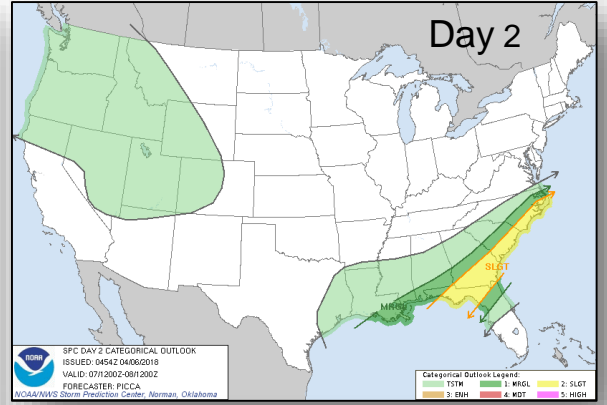 Day 2
SLGT
MRGL
NOAA
SPC DAY 2 CATEGORICAL OUTLOOK
ISSUED: 0454Z 04/06/2018
VALID: 07/1200Z-08/1200Z
FORECASTER: PICCA
NOAA/NWS Storm Prediction Center, Norman, Oklahoma
Categorical Outlook Legend:
TSTM 1: MRGL 2: SLGT
3: ENH 4: MDT 5: HIGH